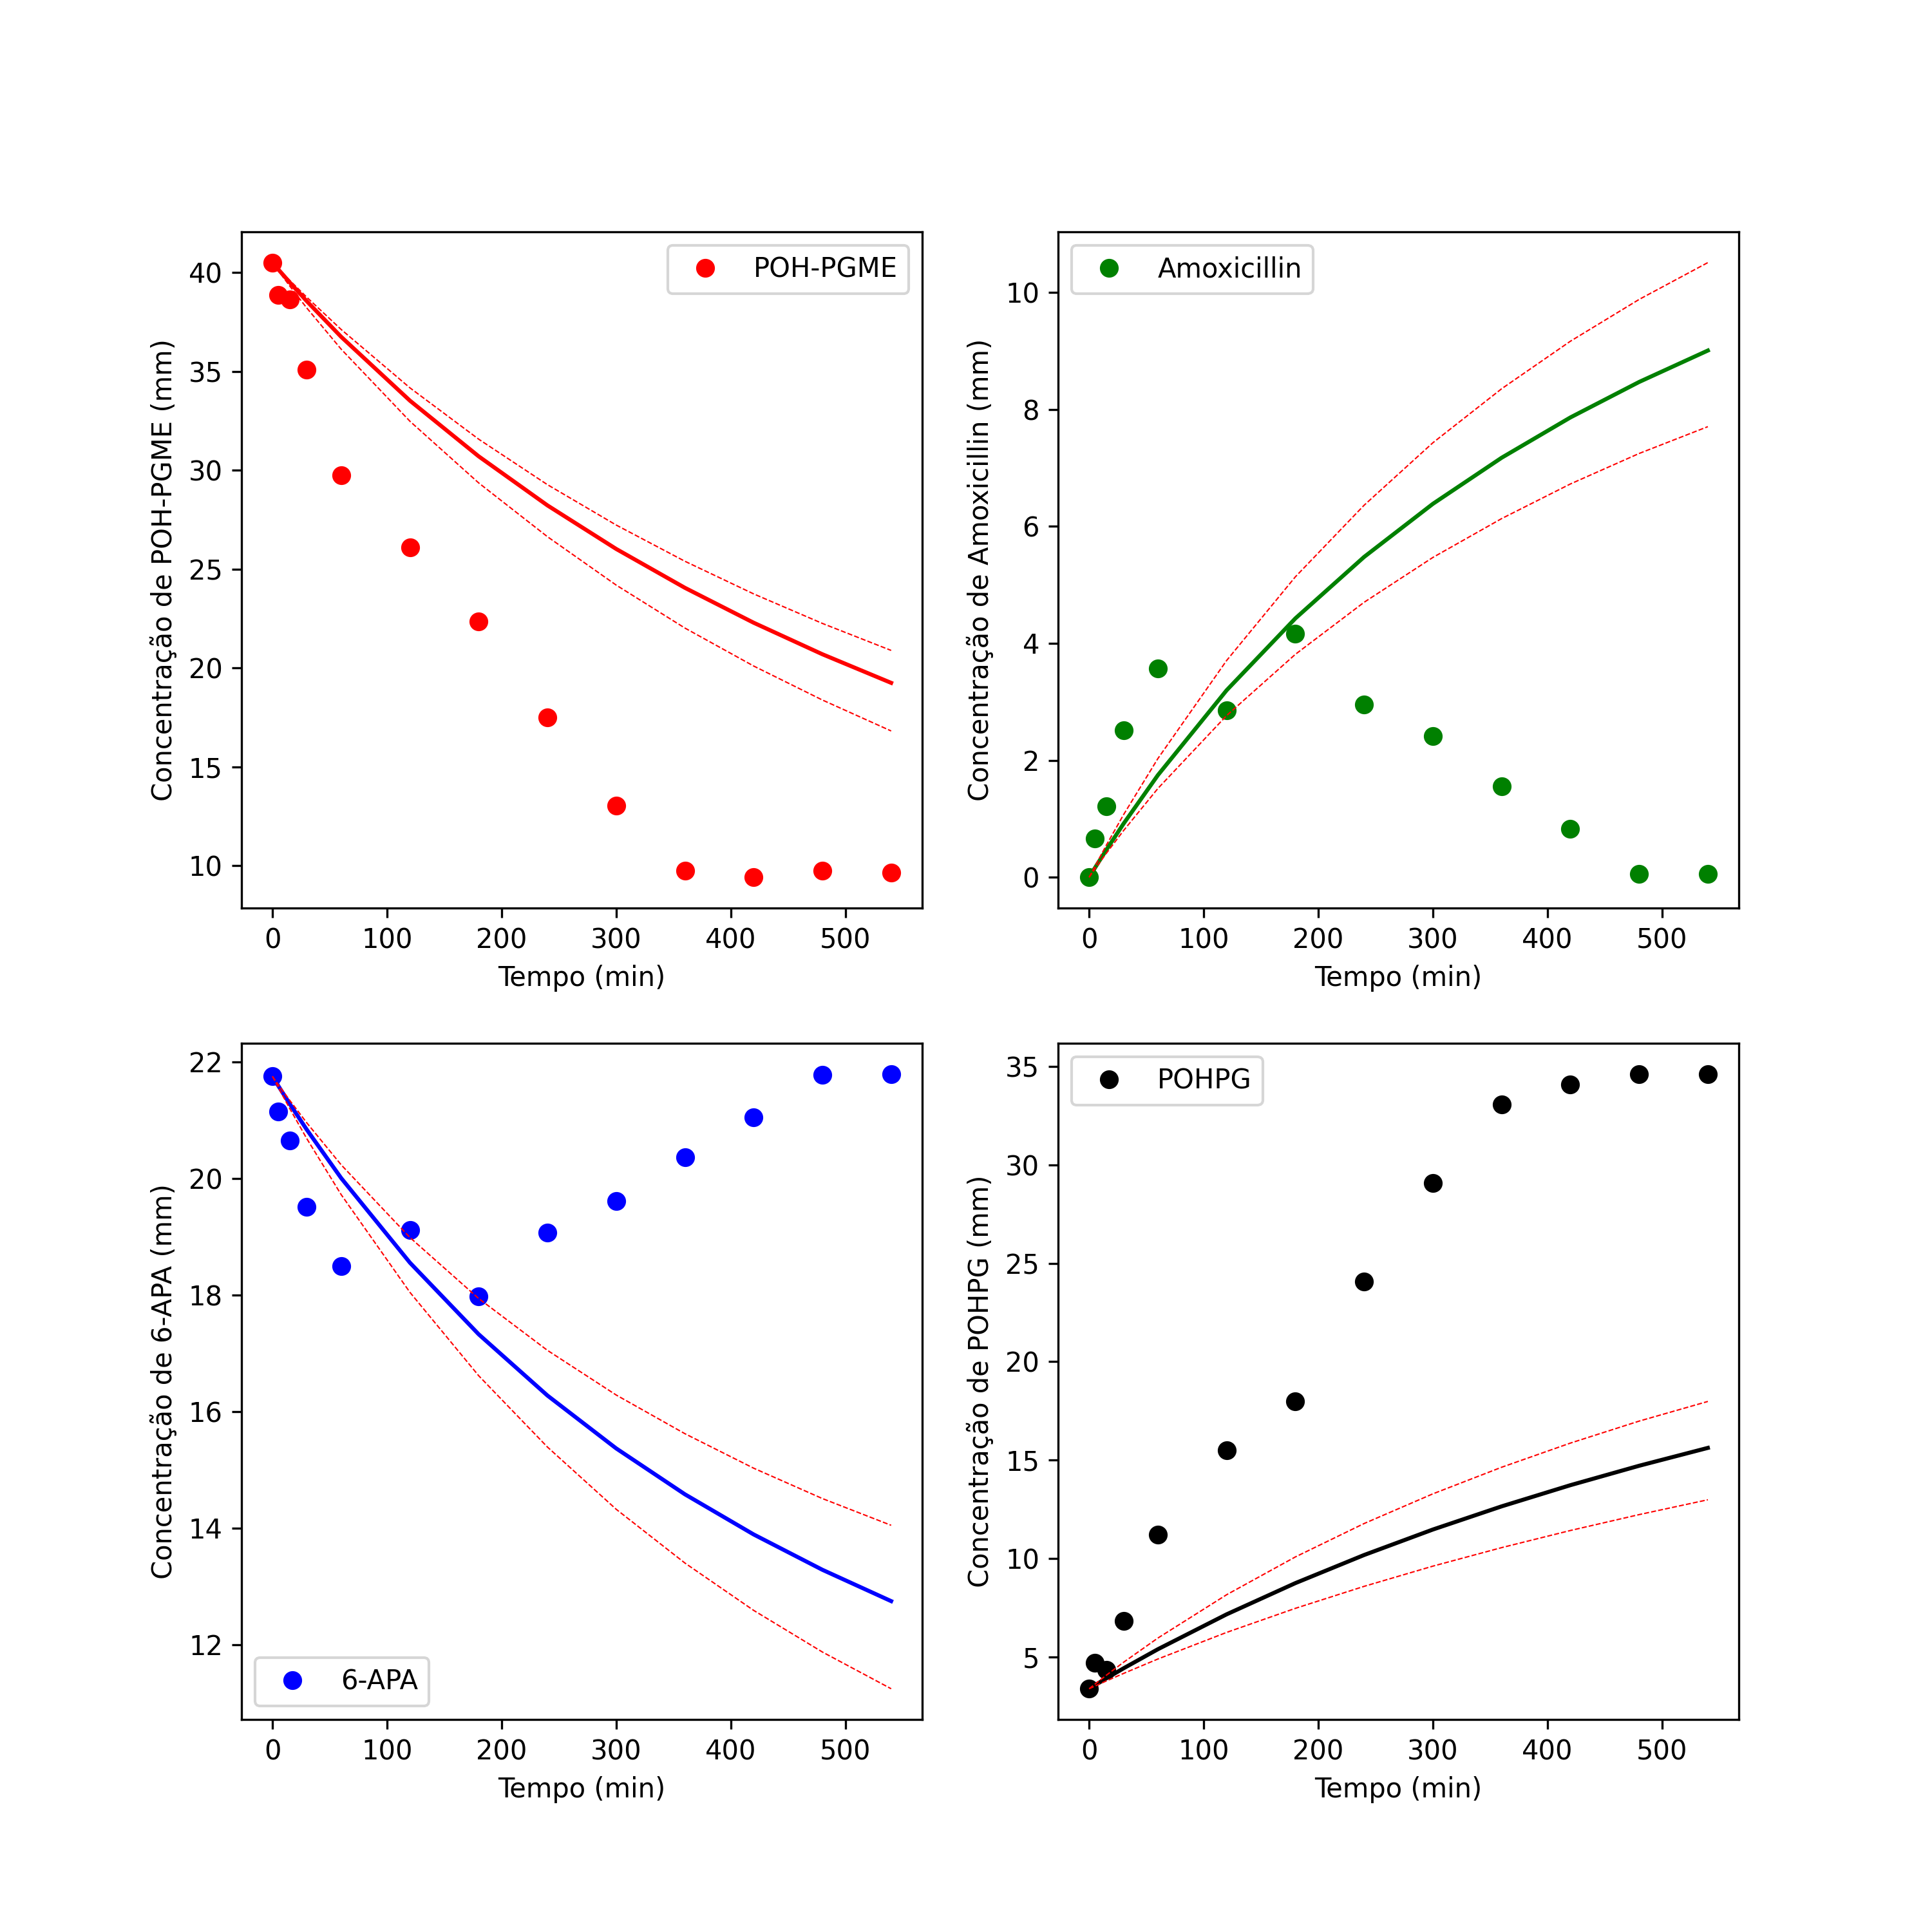 Concentração de POH-PGME (mm)
40
35
30
25
20
15
10
POH-PGME
0 100 200 300 400 500
Tempo (min)
Concentração de Amoxicillin (mm)
10
8
6
4
2
0
Amoxicillin
0 100 200 300 400 500
Tempo (min)
Concentração de 6-APA (mm)
22
20
18
16
14
12
6-APA
0 100 200 300 400 500
Tempo (min)
Concentração de POHPG (mm)
35
30
25
20
15
10
5
POHPG
0 100 200 300 400 500
Tempo (min)